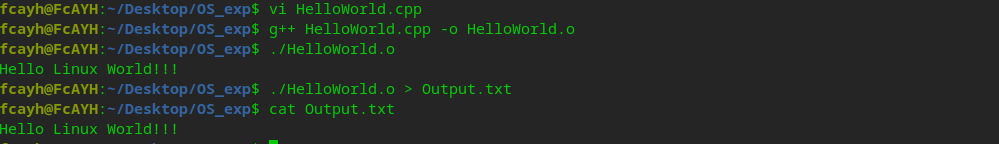 fcayh@FcAYH:~/Desktop/OS_exp$ vi HelloWorld.cpp
fcayh@FcAYH:~/Desktop/OS_exp$ g++ HelloWorld.cpp -o HelloWorld.o
fcayh@FcAYH:~/Desktop/OS_exp$ ./HelloWorld.o
Hello Linux World!!!
fcayh@FcAYH:~/Desktop/OS_exp$ ./HelloWorld.o > Output.txt
fcayh@FcAYH:~/Desktop/OS_exp$ cat Output.txt
Hello Linux World!!!